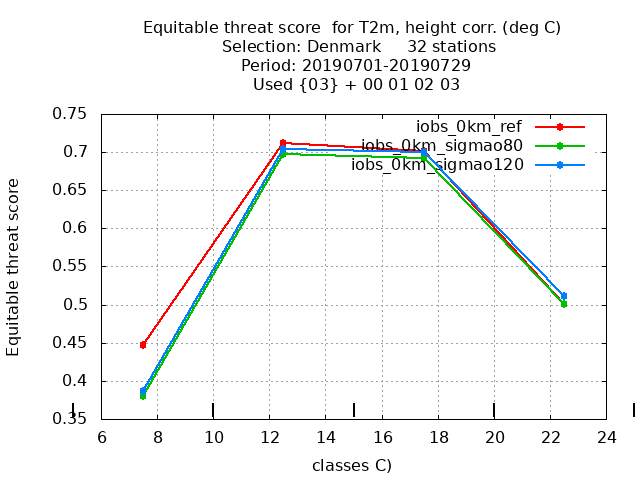 Equitable threat score  for T2m, height corr. (deg C)
Selection: Denmark     32 stations
Period: 20190701-20190729
Used {03} + 00 01 02 03
iobs_0km_ref
iobs_0km_sigmao80
iobs_0km_sigmao120
Equitable threat score
0.75
0.7
0.65
0.6
0.55
0.5
0.45
0.4
0.35
6 8 10 12 14 16 18 20 22 24
classes C)